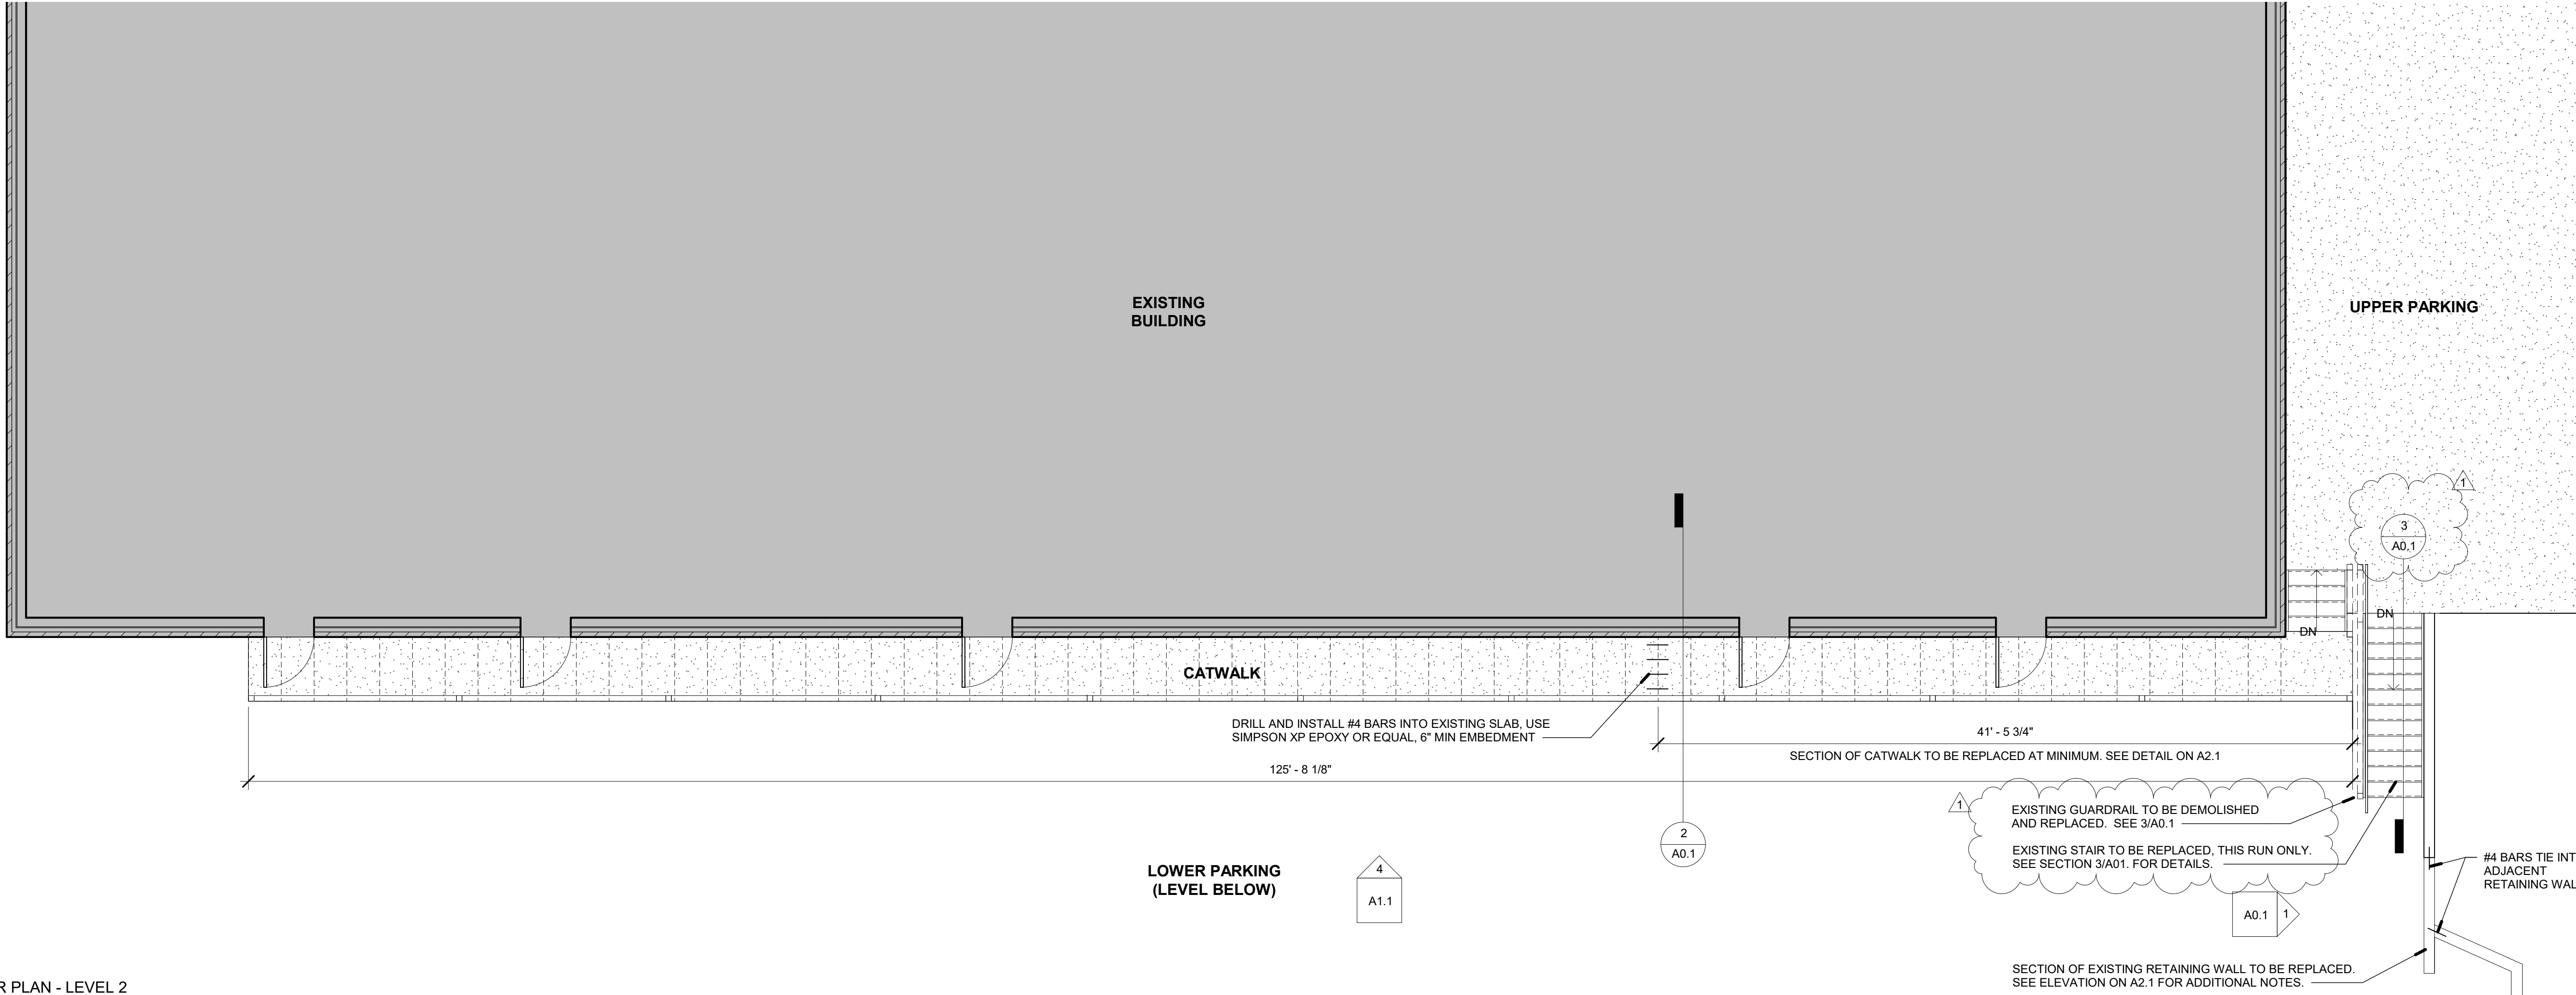 EXISTING
BUILDING
UPPER PARKING
1
3
A0.1
DN
DN
CATWALK
DRILL AND INSTALL #4 BARS INTO EXISTING SLAB, USE
SIMPSON XP EPOXY OR EQUAL, 6" MIN EMBEDMENT
41' - 5 3/4"
SECTION OF CATWALK TO BE REPLACED AT MINIMUM. SEE DETAIL ON A2.1
125' - 8 1/8"
1
EXISTING GUARDRAIL TO BE DEMOLISHED
AND REPLACED. SEE 3/A0.1
EXISTING STAIR TO BE REPLACED, THIS RUN ONLY.
SEE SECTION 3/A01. FOR DETAILS.
2
A0.1
LOWER PARKING
(LEVEL BELOW)
4
A1.1
#4 BARS TIE INT
ADJACENT
RETAINING WAL
A0.1
1
SECTION OF EXISTING RETAINING WALL TO BE REPLACED.
SEE ELEVATION ON A2.1 FOR ADDITIONAL NOTES.
R PLAN - LEVEL 2